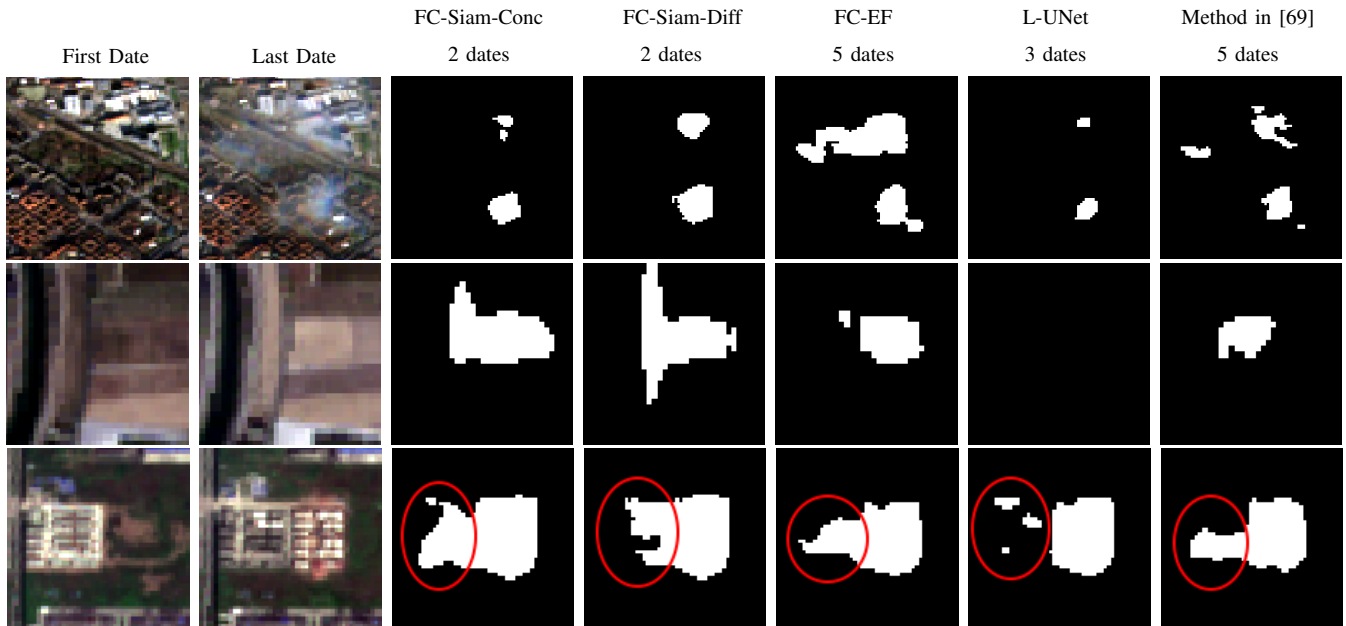 FC-Siam-Conc FC-Siam-Diff FC-EF L-UNet Method in [69]
First Date Last Date 2 dates 2 dates 5 dates 3 dates 5 dates